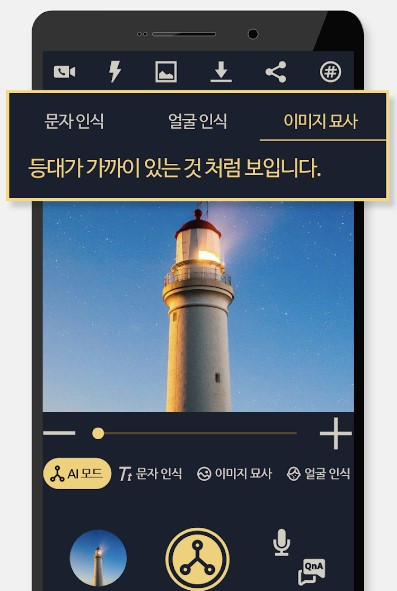 문자 인식 얼굴 인식 이미지 묘사
등대가 가까이 있는 것 처럼 보입니다.
AI 모드 Tt 문자 인식 이미지 묘사 얼굴 인식
QnA